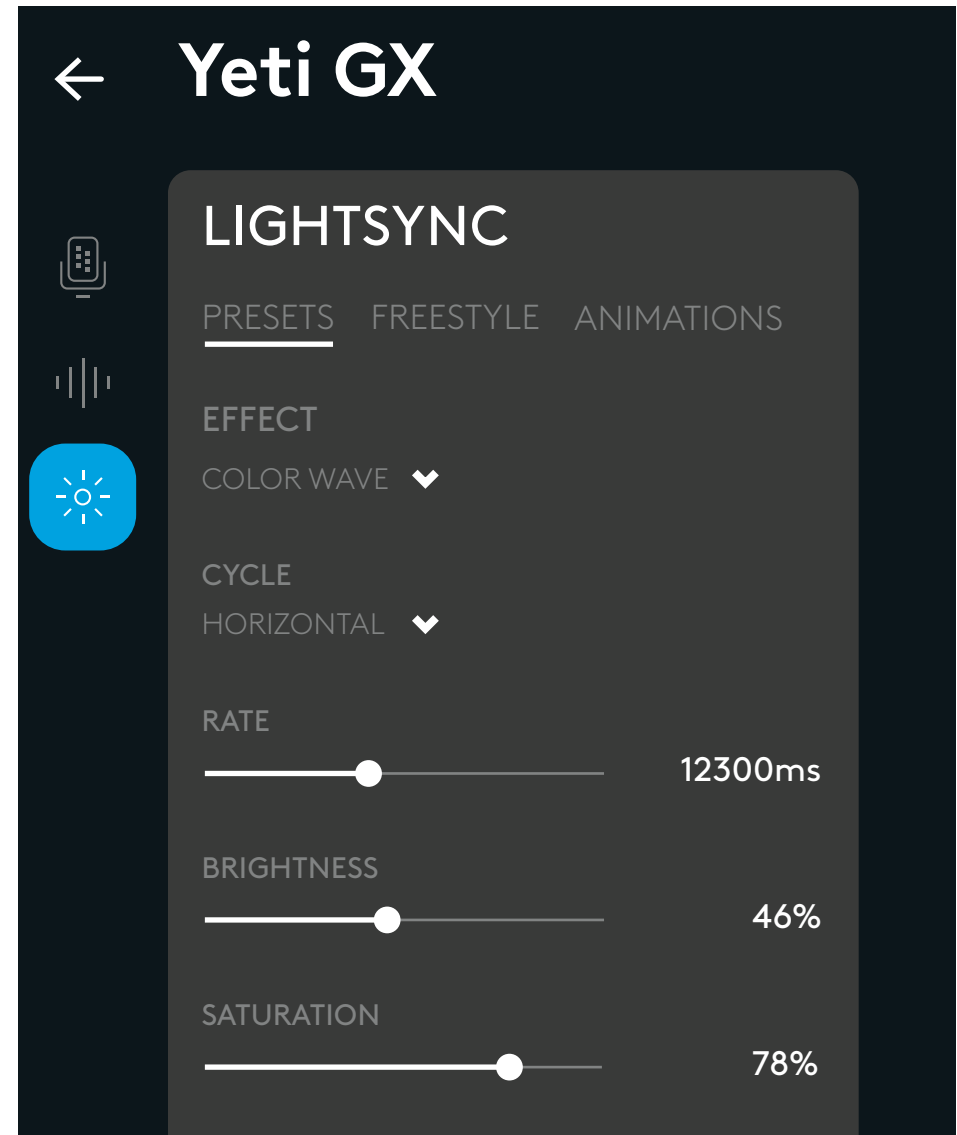 Yeti GX
LIGHTSYNC
PRESETS FREESTYLE ANIMATIONS
EFFECT
COLOR WAVE
CYCLE
HORIZONTAL
RATE
12300ms
BRIGHTNESS
46%
SATURATION
78%